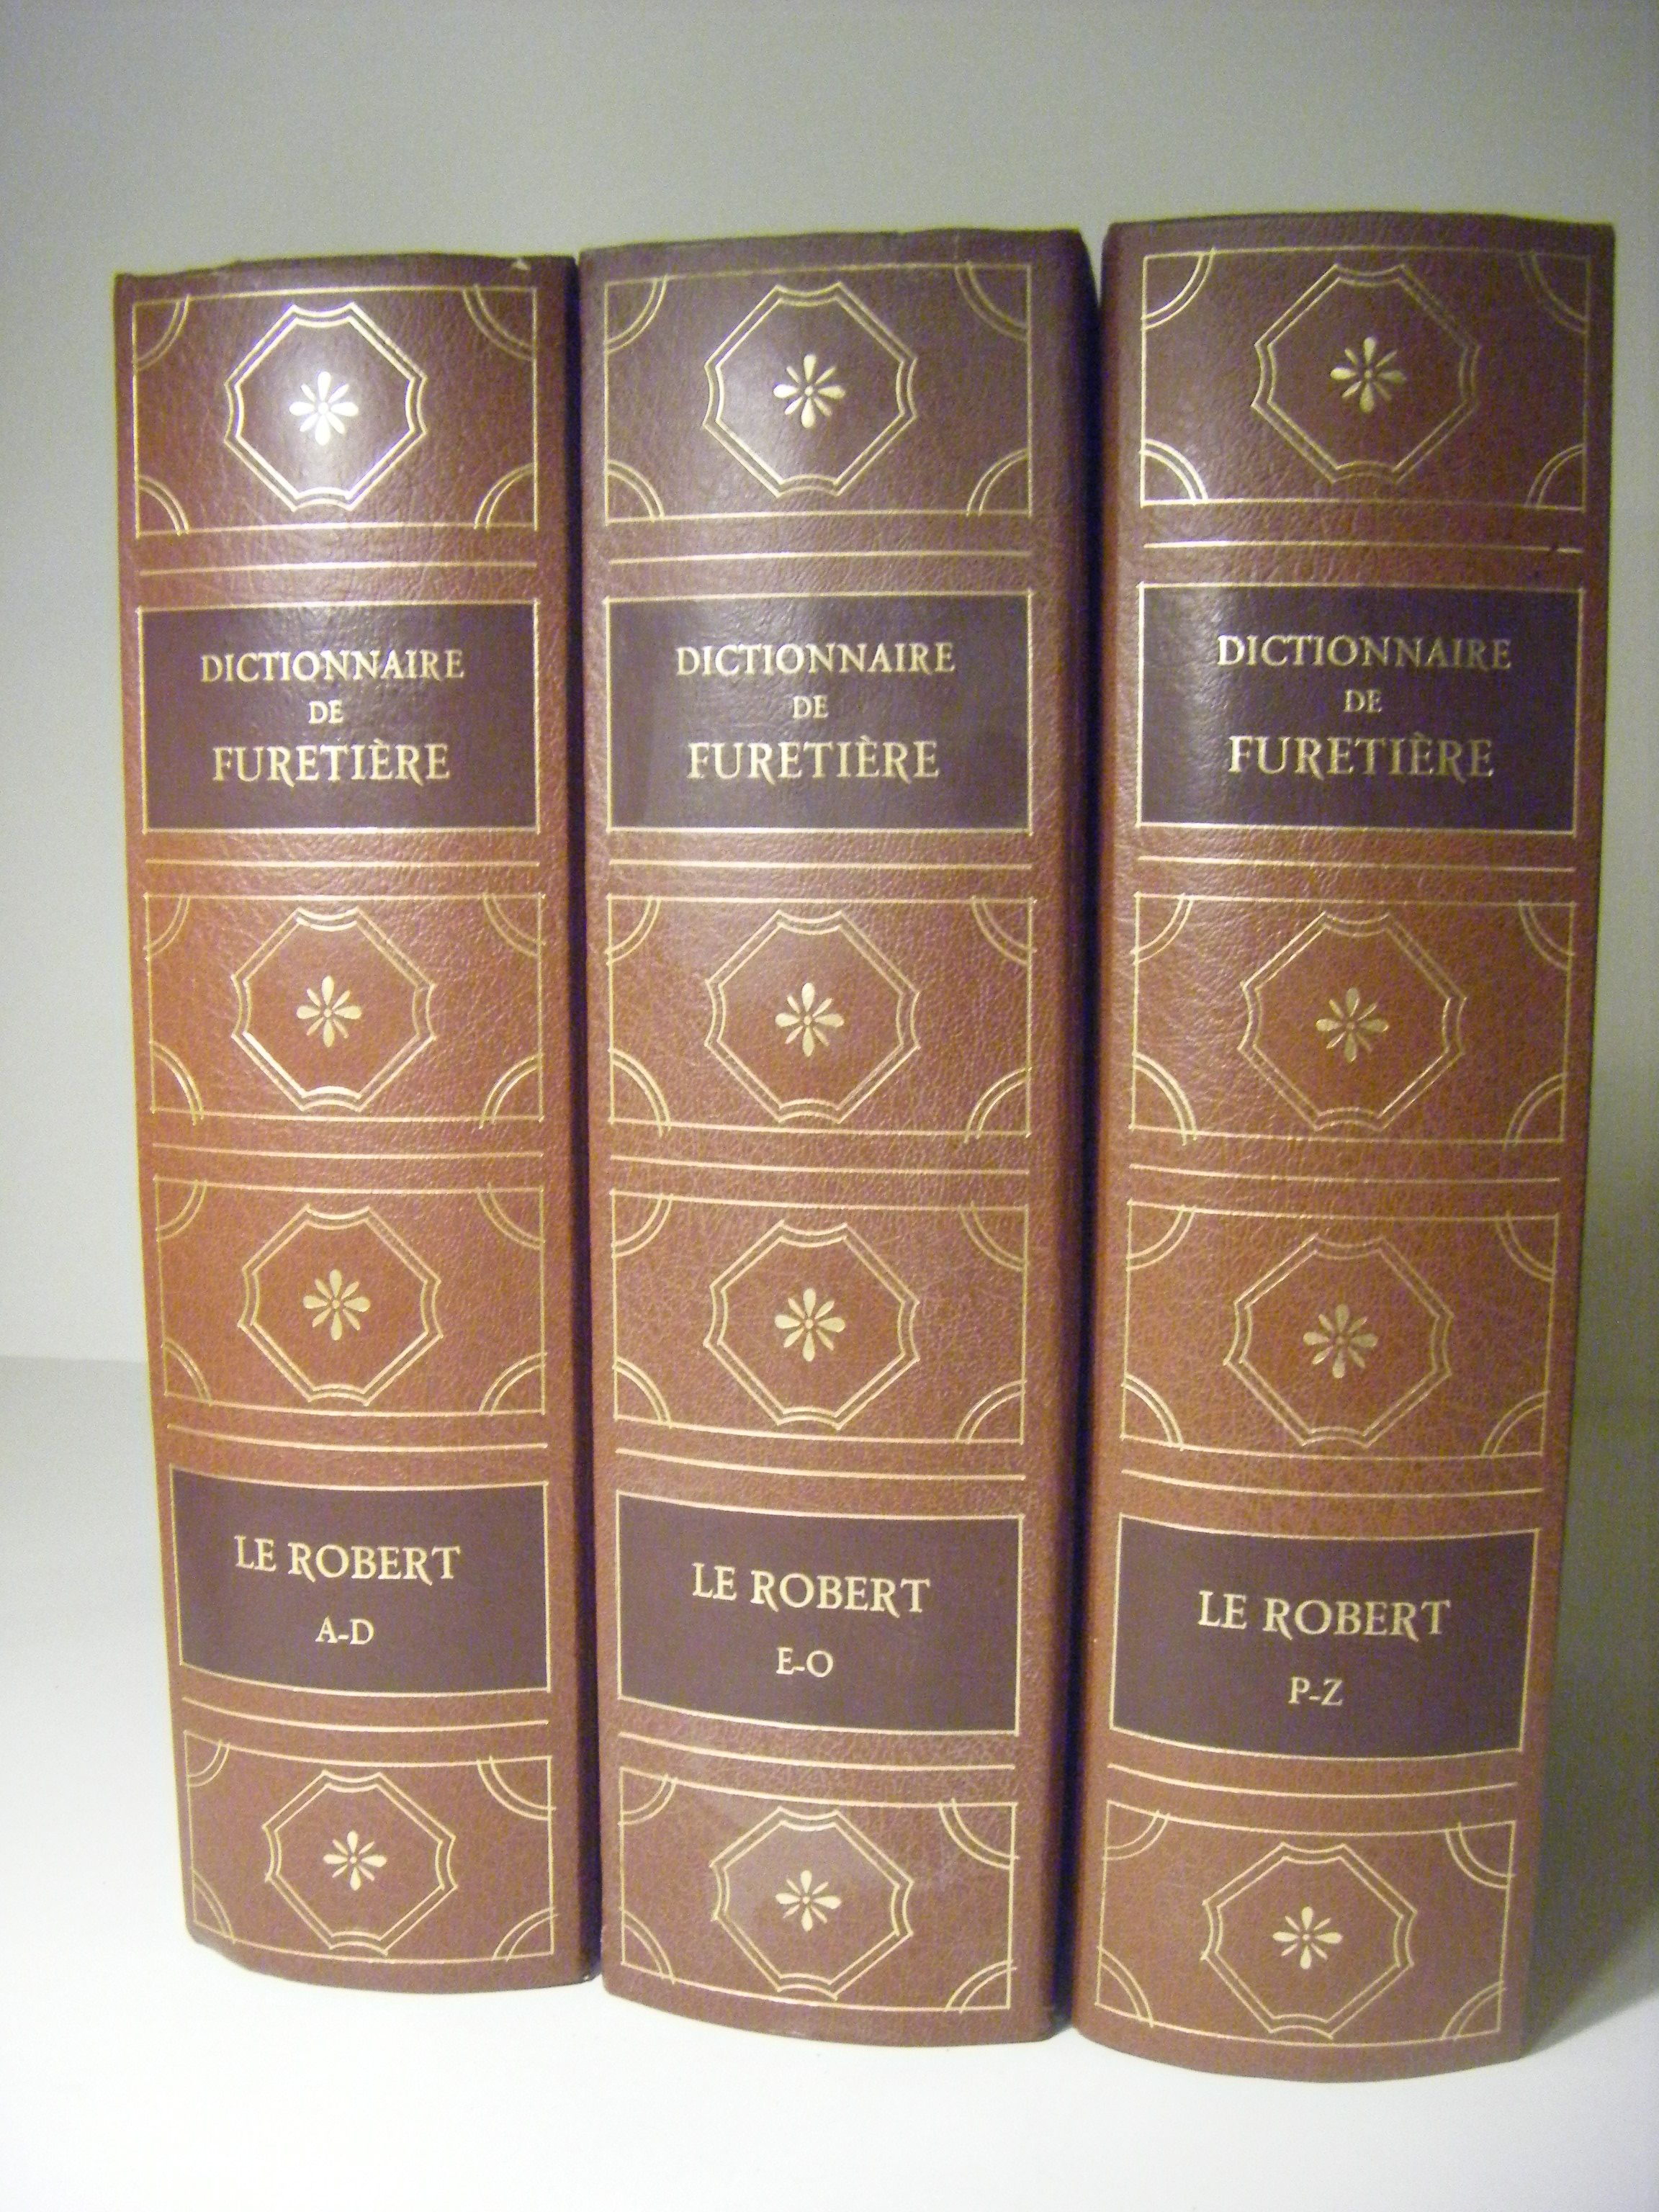 DICTIONNAIRE
DE
FURETIÈRE
LE ROBERT
A-D
DICTIONNAIRE
DE
FURETIÈRE
LE ROBERT
E-O
DICTIONNAIRE
DE
FURETIÈRE
LE ROBERT
P-Z